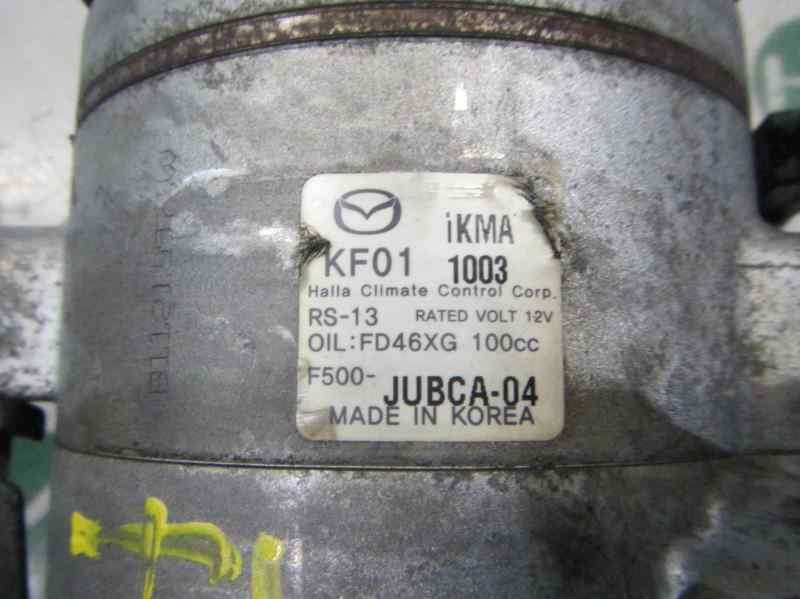 iKMA
KF01 1003
Halla Climate Control Corp.
RS-13 RATED VOLT 12V
OIL:FD46XG 100cc
F500-JUBCA-04
MADE IN KOREA